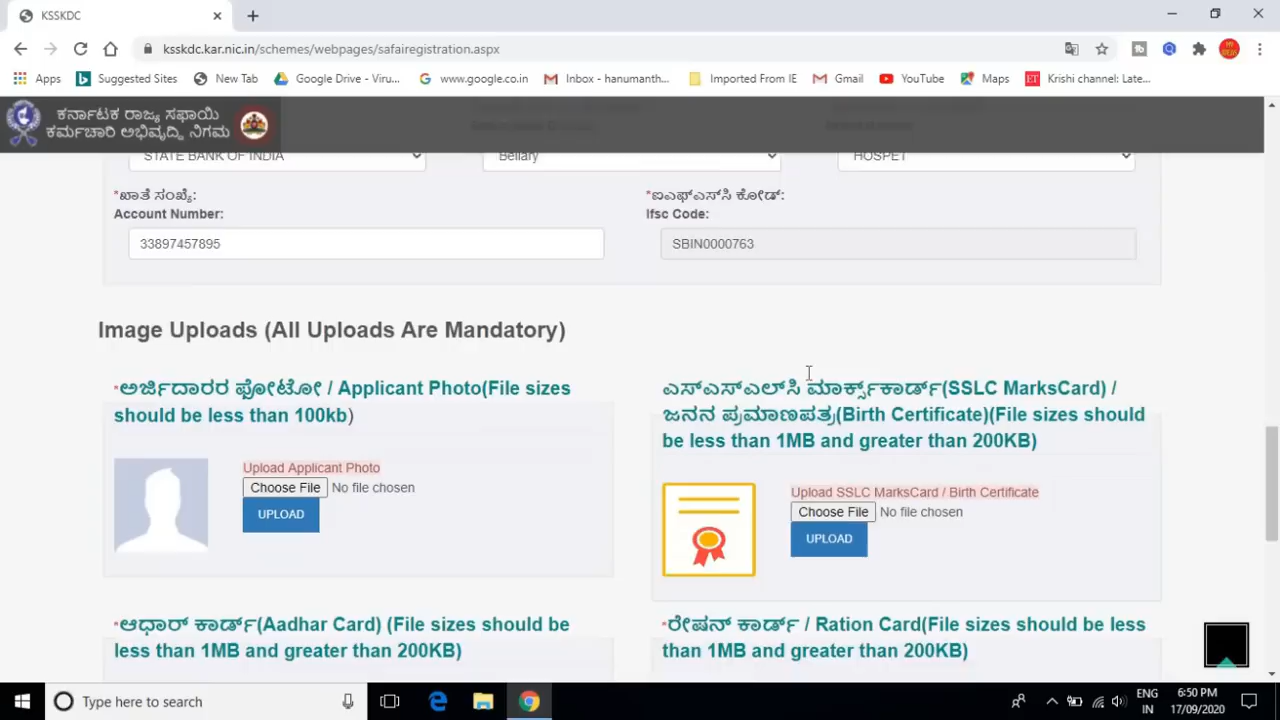 KSSKDC
ksskdc.kar.nic.in/schemes/webpages/safairegistration.aspx
Apps Suggested Sites New Tab Google Drive - Viru... www.google.co.in Inbox - hanumanth... Imported From IE Gmail YouTube Maps Krishi channel: Late...
ಕರ್ನಾಟಕ ರಾಜ್ಯ ಸಫಾಯಿ
ಕರ್ಮಚಾರಿ ಅಭಿವೃದ್ಧಿ ನಿಗಮ
STATE BANK OF INDIA Bellary HOSPET
*ಖಾತೆ ಸಂಖ್ಯೆ: *ಐಎಫ್ಎಸ್‌ಸಿ ಕೋಡ್:
Account Number: Ifsc Code:
33897457895 SBIN0000763
Image Uploads (All Uploads Are Mandatory)
*ಅರ್ಜಿದಾರರ ಫೋಟೋ / Applicant Photo(File sizes
should be less than 100kb)
Upload Applicant Photo
Choose File No file chosen
UPLOAD
ಎಸ್ಎಸ್ಎಲ್‌ಸಿ ಮಾರ್ಕ್ಸ್‌ಕಾರ್ಡ್(SSLC MarksCard) /
ಜನನ ಪ್ರಮಾಣಪತ್ರ(Birth Certificate)(File sizes should
be less than 1MB and greater than 200KB)
Upload SSLC MarksCard / Birth Certificate
Choose File No file chosen
UPLOAD
*ಆಧಾರ್ ಕಾರ್ಡ್(Aadhar Card) (File sizes should be
less than 1MB and greater than 200KB)
*ರೇಷನ್ ಕಾರ್ಡ್ / Ration Card(File sizes should be less
than 1MB and greater than 200KB)
Type here to search
ENG
IN
6:50 PM
17/09/2020